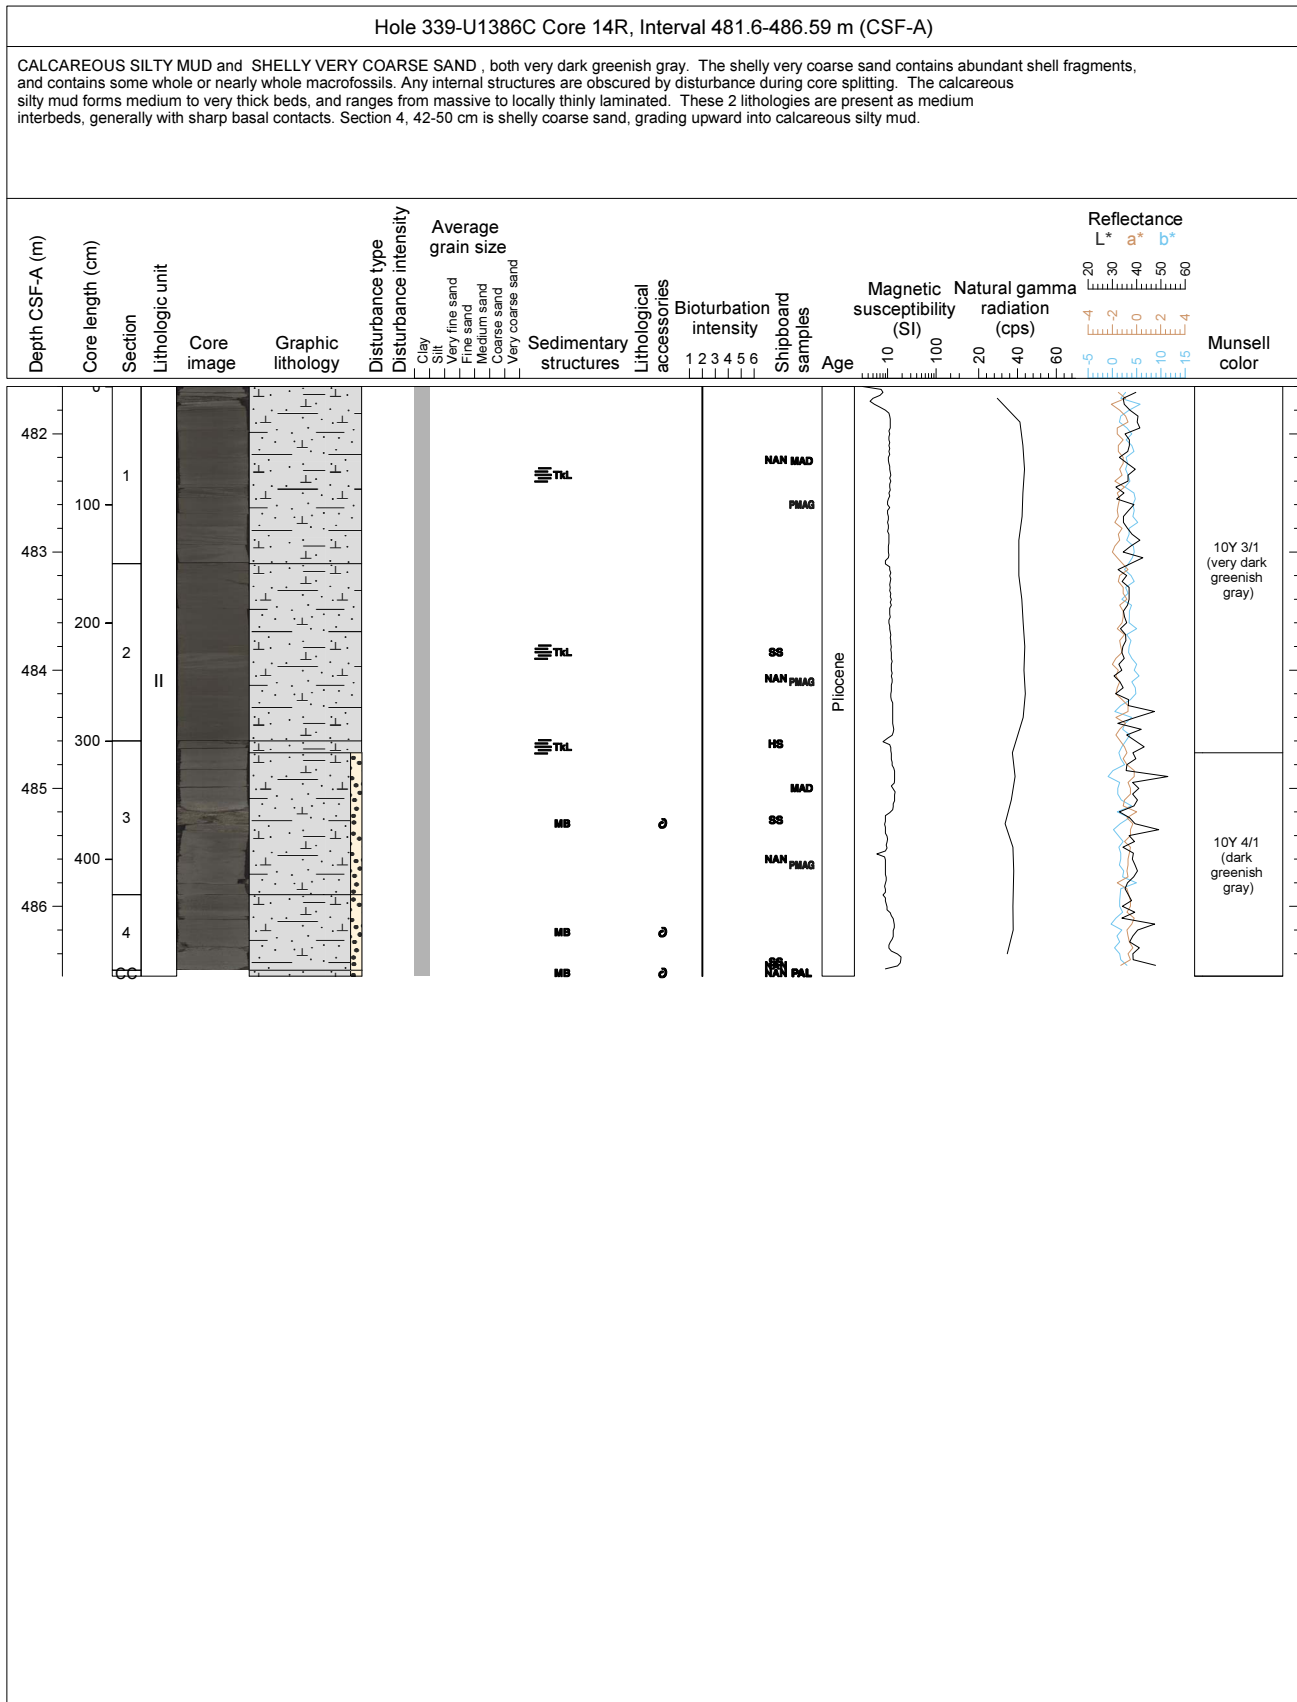 Hole 339-U1386C Core 14R, Interval 481.6-486.59 m (CSF-A)
CALCAREOUS SILTY MUD and SHELLY VERY COARSE SAND , both very dark greenish gray. The shelly very coarse sand contains abundant shell fragments,
and contains some whole or nearly whole macrofossils. Any internal structures are obscured by disturbance during core splitting. The calcareous
silty mud forms medium to very thick beds, and ranges from massive to locally thinly laminated. These 2 lithologies are present as medium
interbeds, generally with sharp basal contacts. Section 4, 42-50 cm is shelly coarse sand, grading upward into calcareous silty mud.
Depth CSF-A (m)
Core length (cm)
Section
Lithologic unit
Core
image
Graphic
lithology
Disturbance type
Disturbance intensity
Average
grain size
Clay
Silt
Very fine sand
Fine sand
Medium sand
Coarse sand
Very coarse sand
Sedimentary
structures
Lithological
accessories
Bioturbation
intensity
1 2 3 4 5 6
Shipboard
samples
Age
Magnetic
susceptibility
(SI)
10 100
Natural gamma
radiation
(cps)
20 40 60
Reflectance
L* a* b*
20 30 40 50 60
-4 -2 0 2 4
-5 0 5 10 15
Munsell
color
0
482
1
NAN MAD
TkL
100
PMAG
483
10Y 3/1
(very dark
greenish
gray)
200
2
TkL
SS
484
II
NAN PMAG
Pliocene
300
TkL
HS
485
MAD
3
MB
SS
400
NAN PMAG
10Y 4/1
(dark
greenish
gray)
486
4
MB
SS
NAN
CC
MB
NAN PAL